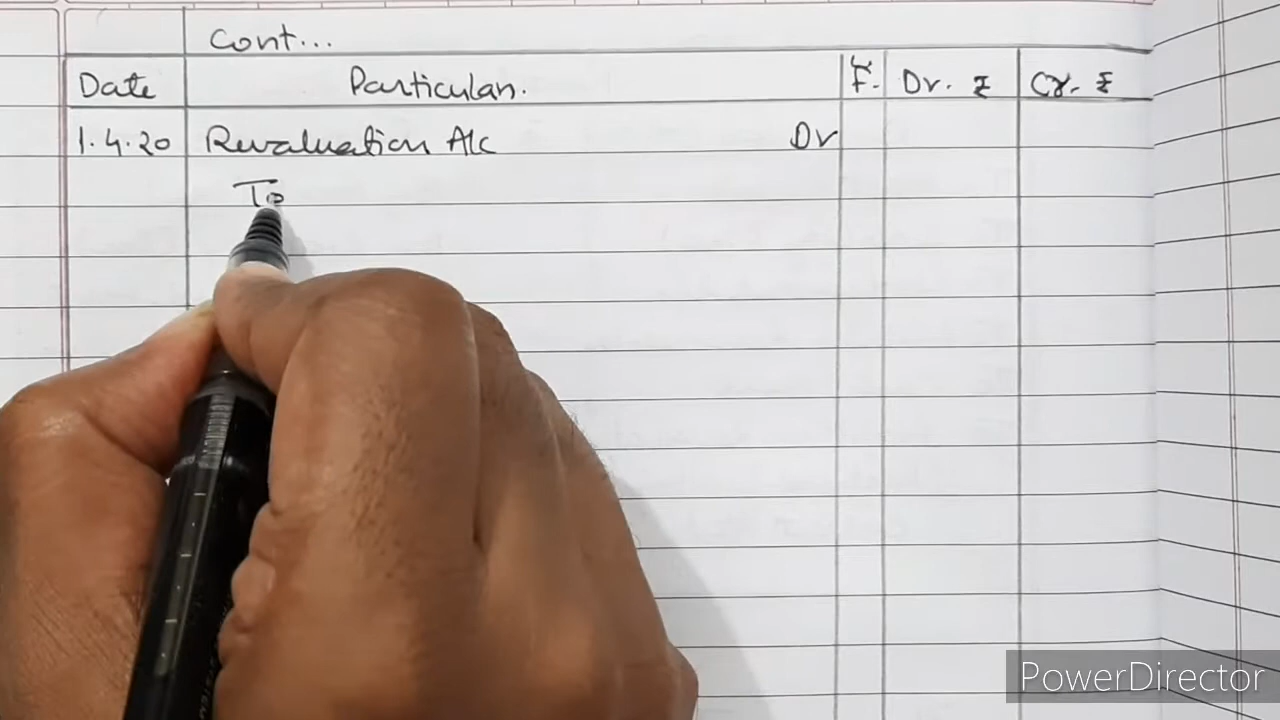 Cont...
Date Particulars. F. Dr. ₹ Cr. ₹
1.4.20 Revaluation A/c Dr
To
PowerDirector